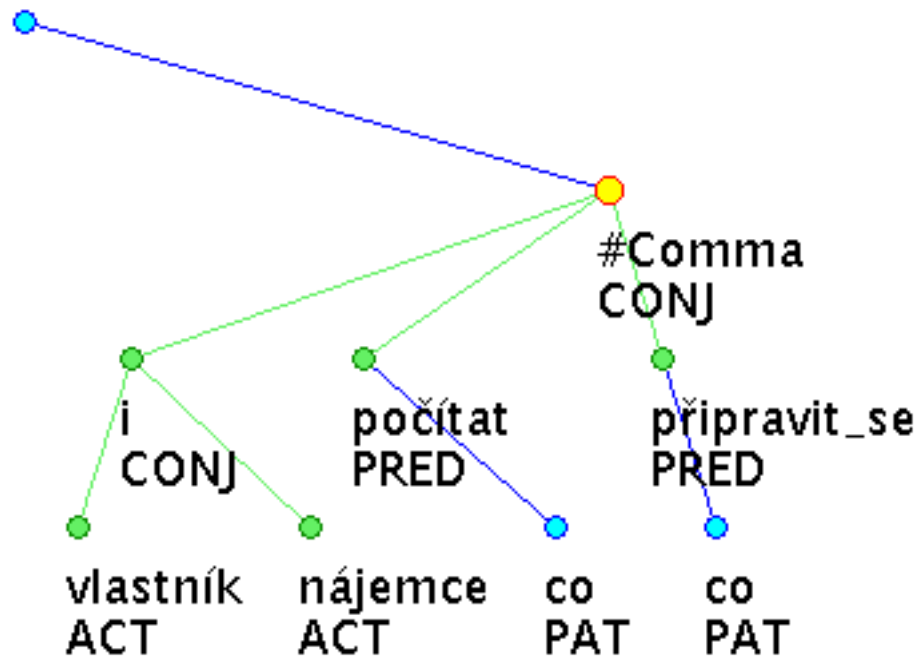 #Comma
CONJ
i
CONJ
počítat
PRED
připravit_se
PRED
vlastník
ACT
nájemce
ACT
co
PAT
co
PAT